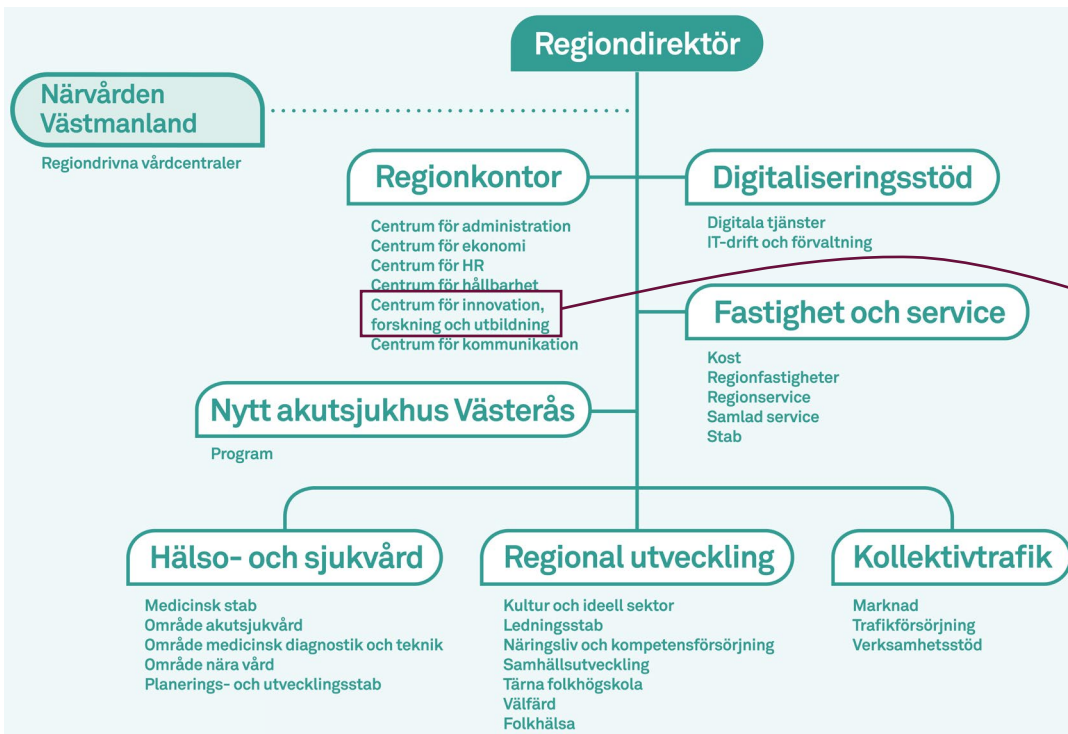 Regiondirektör
Närvården
Västmanland
Regiondrivna vårdcentraler
Regionkontor
Centrum för administration
Centrum för ekonomi
Centrum för HR
Centrum för hållbarhet
Centrum för innovation,
forskning och utbildning
Centrum för kommunikation
Digitaliseringsstöd
Digitala tjänster
IT-drift och förvaltning
Fastighet och service
Kost
Regionfastigheter
Regionservice
Samlad service
Stab
Nytt akutsjukhus Västerås
Program
Hälso- och sjukvård
Medicinsk stab
Område akutsjukvård
Område medicinsk diagnostik och teknik
Område nära vård
Planerings- och utvecklingsstab
Regional utveckling
Kultur och ideell sektor
Ledningsstab
Näringsliv och kompetensförsörjning
Samhällsutveckling
Tärna folkhögskola
Välfärd
Folkhälsa
Kollektivtrafik
Marknad
Trafikförsörjning
Verksamhetsstöd